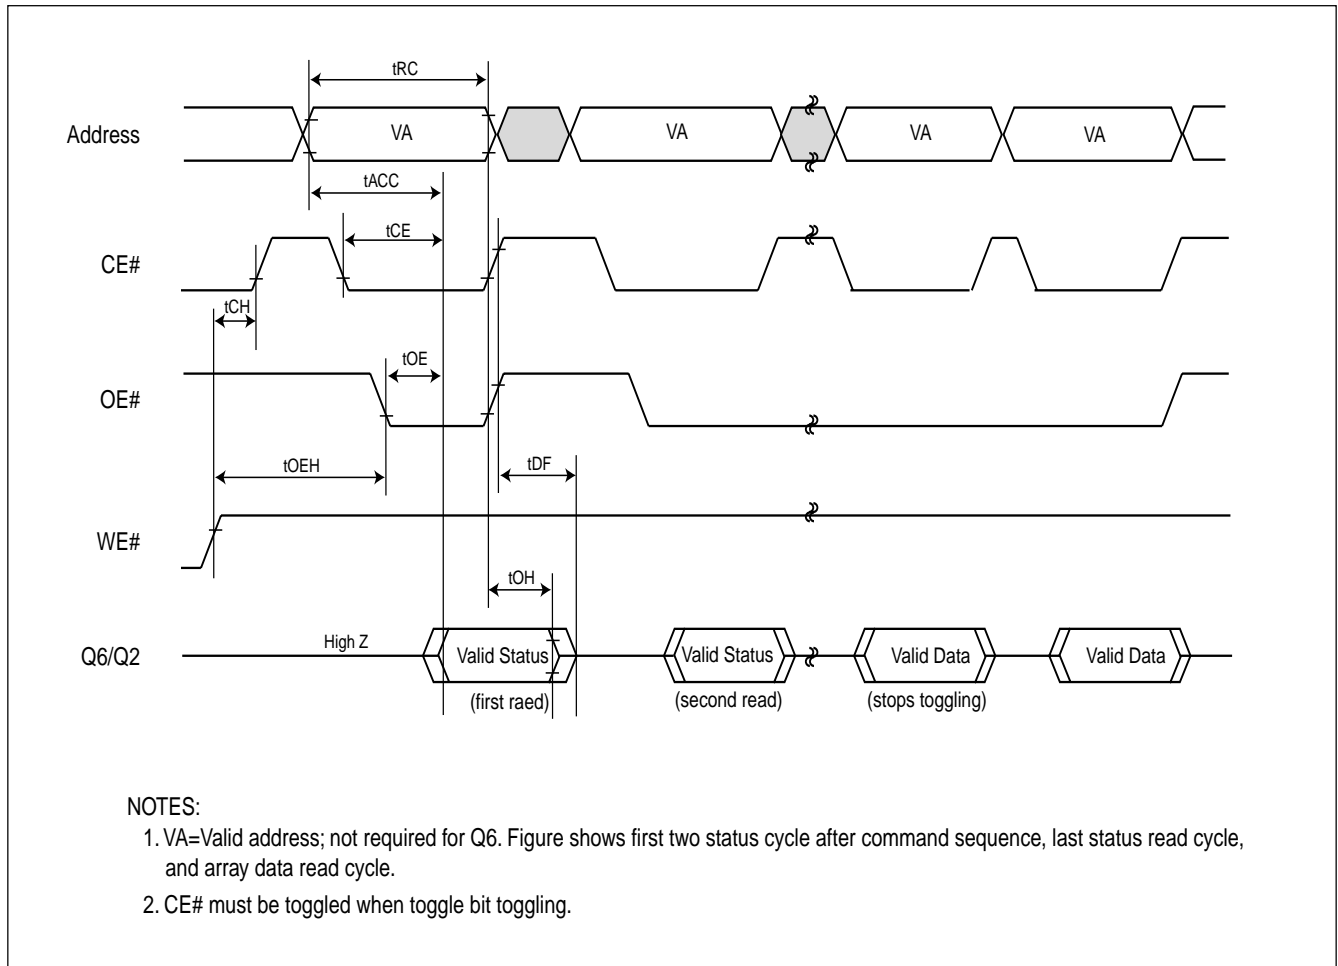 tRC
Address
VA
VA
VA
VA
tACC
tCE
CE#
tCH
tOE
OE#
tOEH
tDF
WE#
tOH
Q6/Q2
High Z
Valid Status
Valid Status
Valid Data
Valid Data
(first raed)
(second read)
(stops toggling)
NOTES:
1. VA=Valid address; not required for Q6. Figure shows first two status cycle after command sequence, last status read cycle,
and array data read cycle.
2. CE# must be toggled when toggle bit toggling.